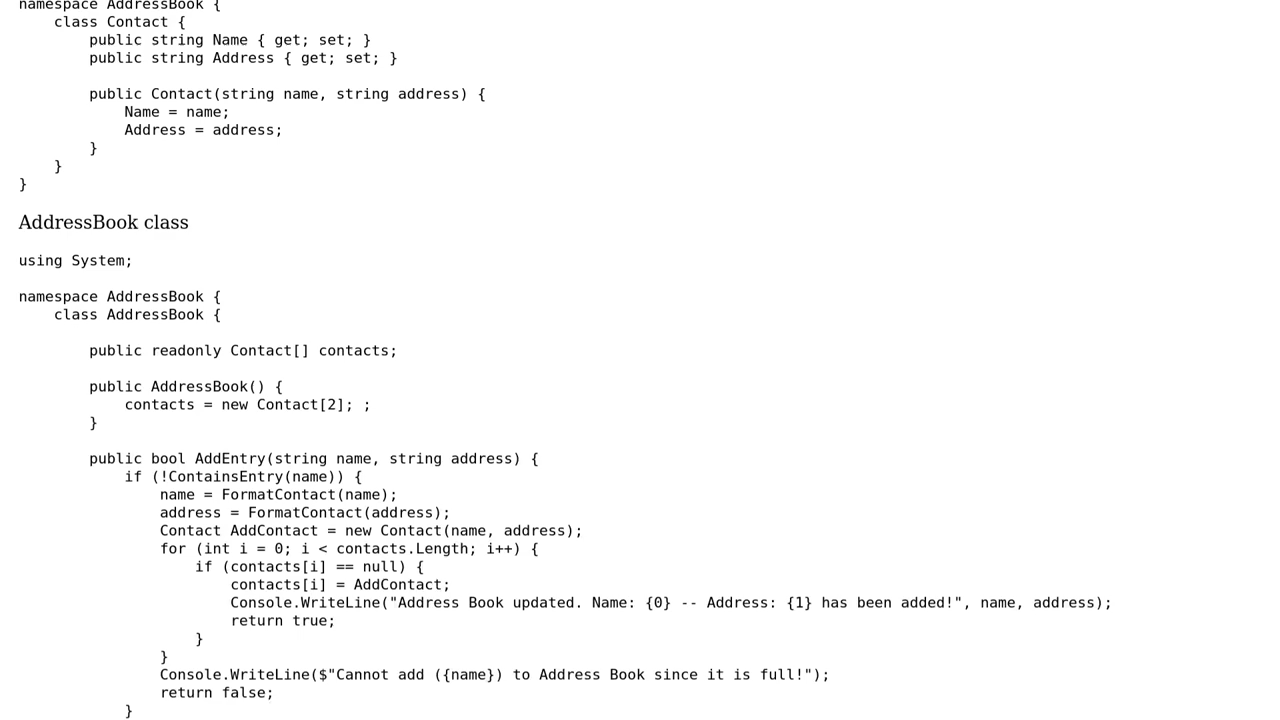 namespace AddressBook {
    class Contact {
        public string Name { get; set; }
        public string Address { get; set; }

        public Contact(string name, string address) {
            Name = name;
            Address = address;
        }
    }
}

AddressBook class

using System;

namespace AddressBook {
    class AddressBook {

        public readonly Contact[] contacts;

        public AddressBook() {
            contacts = new Contact[2]; ;
        }

        public bool AddEntry(string name, string address) {
            if (!ContainsEntry(name)) {
                name = FormatContact(name);
                address = FormatContact(address);
                Contact AddContact = new Contact(name, address);
                for (int i = 0; i < contacts.Length; i++) {
                    if (contacts[i] == null) {
                        contacts[i] = AddContact;
                        Console.WriteLine("Address Book updated. Name: {0} -- Address: {1} has been added!", name, address);
                        return true;
                    }
                }
                Console.WriteLine($"Cannot add ({name}) to Address Book since it is full!");
                return false;
            }